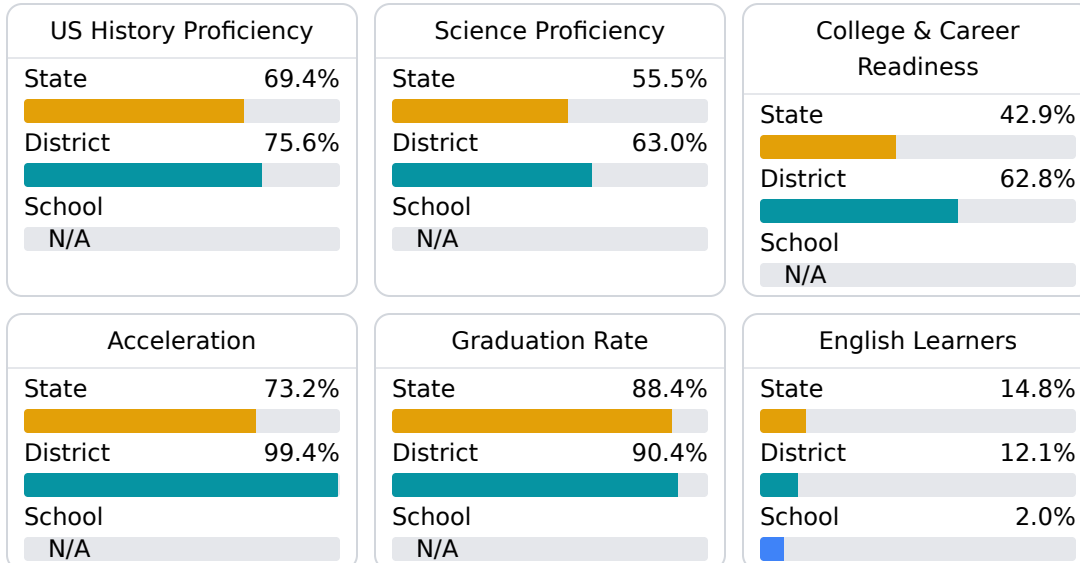 US History Proficiency
State 69.4%
District 75.6%
School
N/A
Science Proficiency
State 55.5%
District 63.0%
School
N/A
College & Career
Readiness
State 42.9%
District 62.8%
School
N/A
Acceleration
State 73.2%
District 99.4%
School
N/A
Graduation Rate
State 88.4%
District 90.4%
School
N/A
English Learners
State 14.8%
District 12.1%
School 2.0%